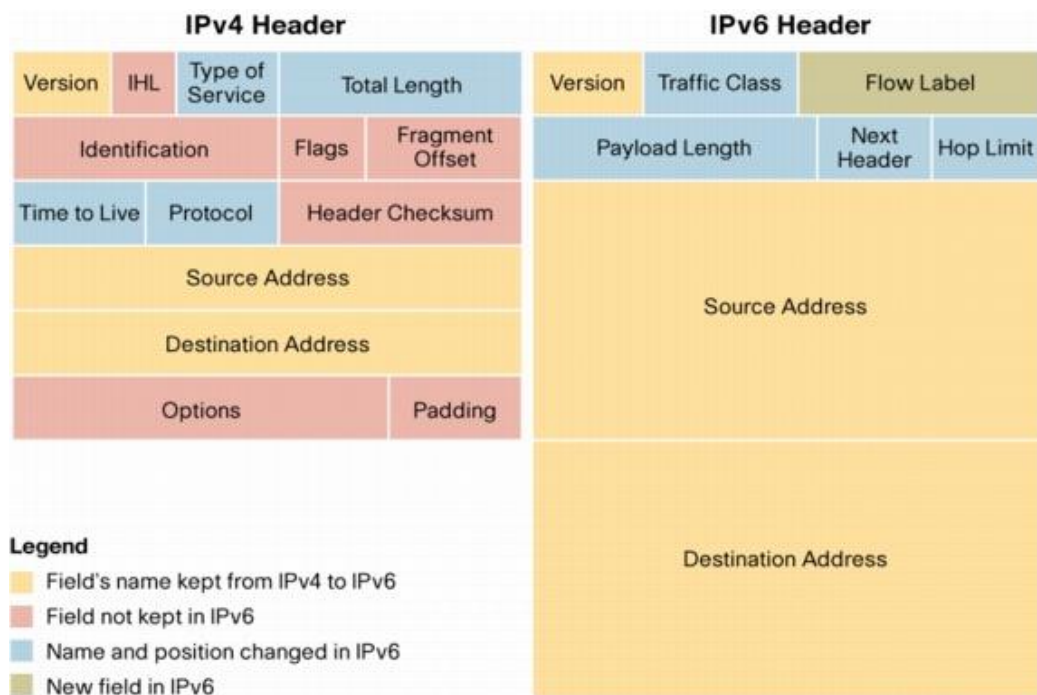 IPv4 Header
Version IHL Type of Service Total Length
Identification Flags Fragment Offset
Time to Live Protocol Header Checksum
Source Address
Destination Address
Options Padding
IPv6 Header
Version Traffic Class Flow Label
Payload Length Next Header Hop Limit
Source Address
Destination Address
Legend
Field's name kept from IPv4 to IPv6
Field not kept in IPv6
Name and position changed in IPv6
New field in IPv6